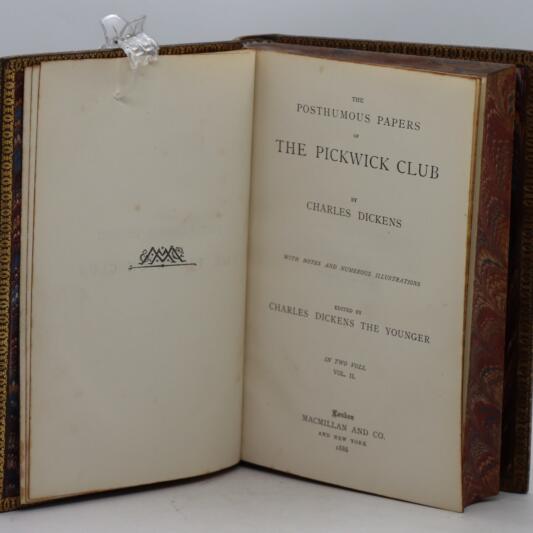 THE
POSTHUMOUS PAPERS
OF
THE PICKWICK CLUB
BY
CHARLES DICKENS
WITH NOTES AND NUMEROUS ILLUSTRATIONS
EDITED BY
CHARLES DICKENS THE YOUNGER
IN TWO VOLS.
VOL. II.
London
MACMILLAN AND CO.
AND NEW YORK
1886